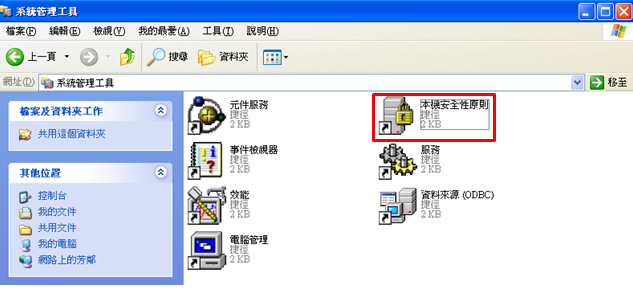 系統管理工具
檔案(F) 編輯(E) 檢視(V) 我的最愛(A) 工具(T) 說明(H)
上一頁 搜尋 資料夾
網址(D) 系統管理工具 移至
檔案及資料夾工作
共用這個資料夾
其他位置
控制台
我的文件
共用文件
我的電腦
網路上的芳鄰
元件服務
捷徑
2 KB
本機安全性原則
捷徑
2 KB
事件檢視器
捷徑
2 KB
服務
捷徑
2 KB
效能
捷徑
2 KB
資料來源 (ODBC)
捷徑
2 KB
電腦管理
捷徑
2 KB